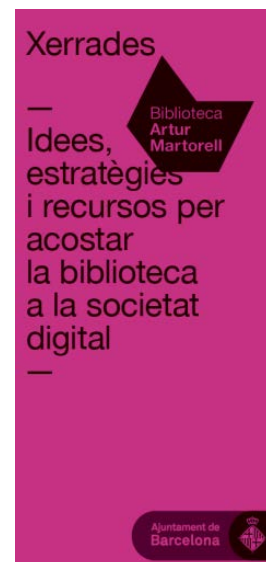 Xerrades
—
Biblioteca
Artur
Martorell
Idees,
estratègies
i recursos per
acostar
la biblioteca
a la societat
digital
—
Ajuntament de
Barcelona